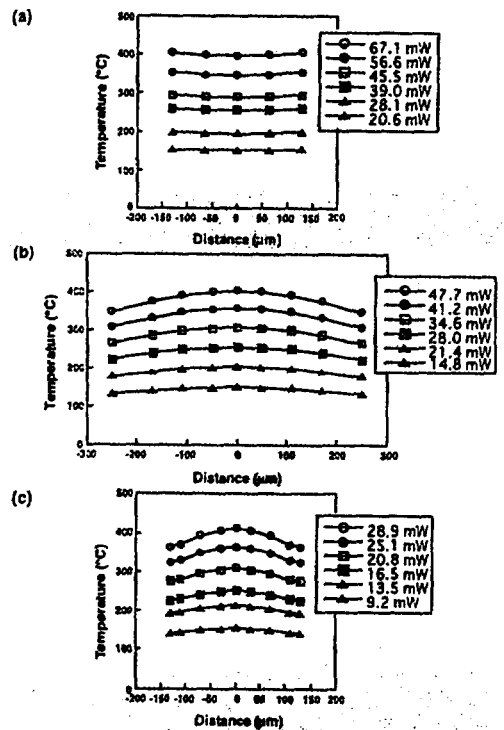 (a)
500
400
300
200
100
0
Temperature (°C)
67.1 mW
56.6 mW
45.5 mW
39.0 mW
28.1 mW
20.6 mW
-200 -150 -100 -50 0 50 100 150 200
Distance (µm)
(b)
500
400
300
200
100
0
Temperature (°C)
47.7 mW
41.2 mW
34.6 mW
28.0 mW
21.4 mW
14.8 mW
-300 -200 -100 0 100 200 300
Distance (µm)
(c)
500
400
300
200
100
0
Temperature (°C)
28.9 mW
25.1 mW
20.8 mW
16.5 mW
13.5 mW
9.2 mW
-200 -150 -100 -50 0 50 100 150 200
Distance (µm)